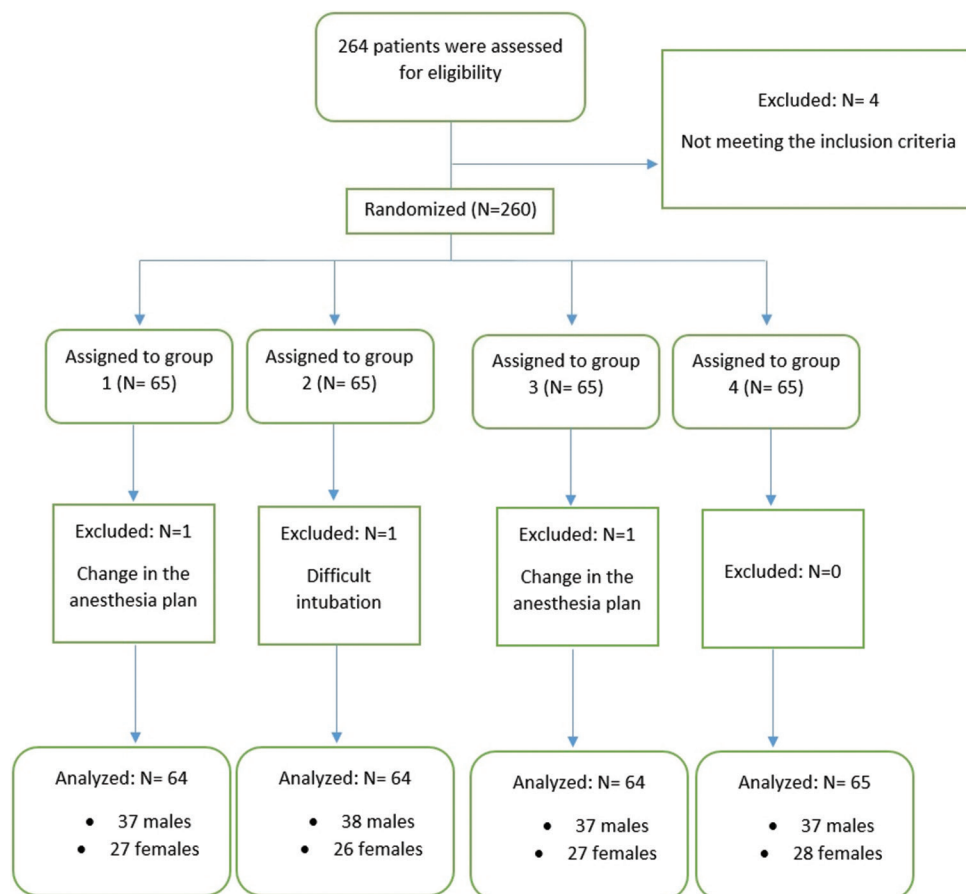 264 patients were assessed
for eligibility
Excluded: N= 4
Not meeting the inclusion criteria
Randomized (N=260)
Assigned to group
1 (N= 65)
Assigned to group
2 (N= 65)
Assigned to group
3 (N= 65)
Assigned to group
4 (N= 65)
Excluded: N=1
Change in the
anesthesia plan
Excluded: N=1
Difficult
intubation
Excluded: N=1
Change in the
anesthesia plan
Excluded: N=0
Analyzed: N= 64
• 37 males
• 27 females
Analyzed: N= 64
• 38 males
• 26 females
Analyzed: N= 64
• 37 males
• 27 females
Analyzed: N= 65
• 37 males
• 28 females